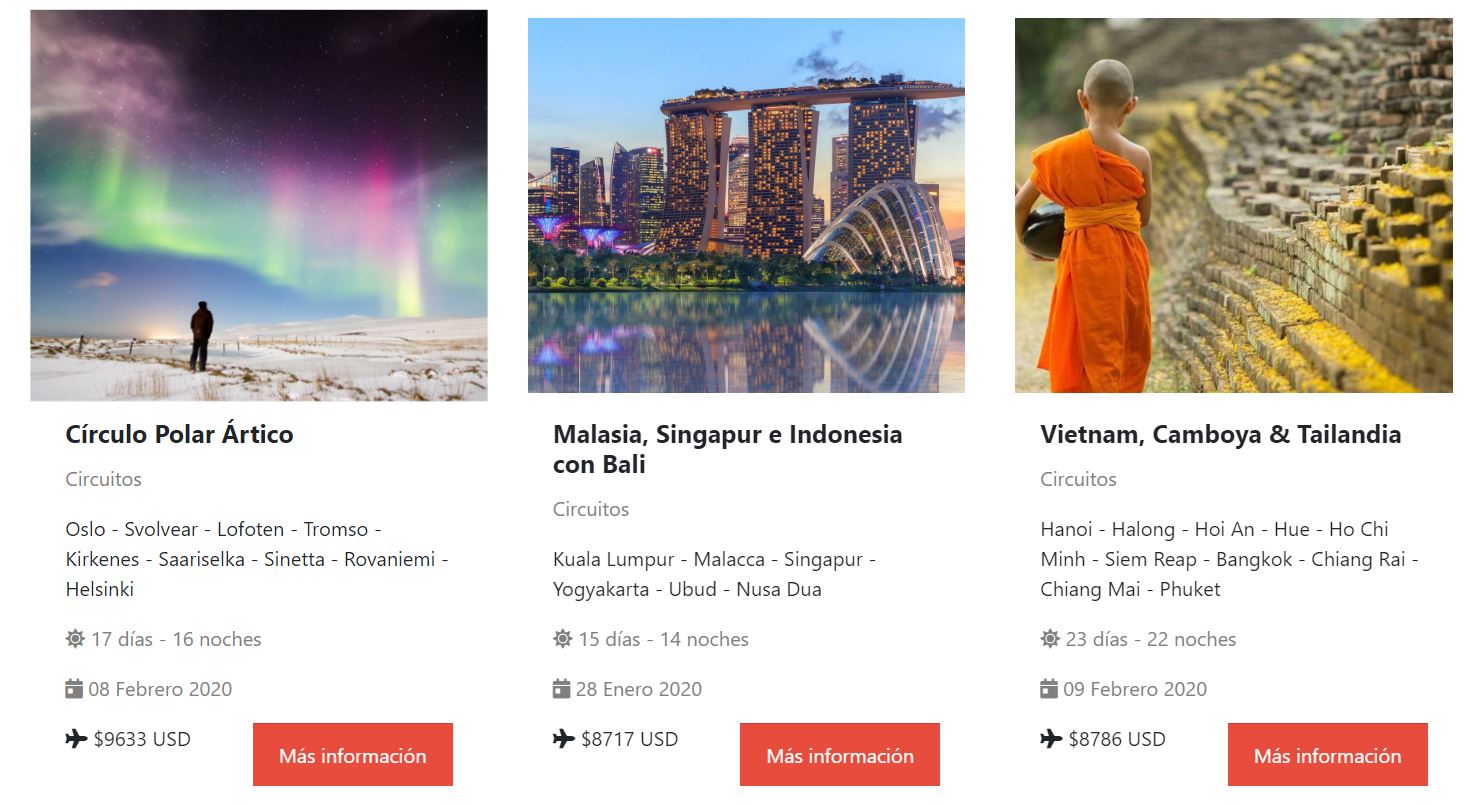 Círculo Polar Ártico
Circuitos
Oslo - Svolvear - Lofoten - Tromso -
Kirkenes - Saariselka - Sinetta - Rovaniemi -
Helsinki
17 días - 16 noches
08 Febrero 2020
$9633 USD
Más información
Malasia, Singapur e Indonesia
con Bali
Circuitos
Kuala Lumpur - Malacca - Singapur -
Yogyakarta - Ubud - Nusa Dua
15 días - 14 noches
28 Enero 2020
$8717 USD
Más información
Vietnam, Camboya & Tailandia
Circuitos
Hanoi - Halong - Hoi An - Hue - Ho Chi
Minh - Siem Reap - Bangkok - Chiang Rai -
Chiang Mai - Phuket
23 días - 22 noches
09 Febrero 2020
$8786 USD
Más información